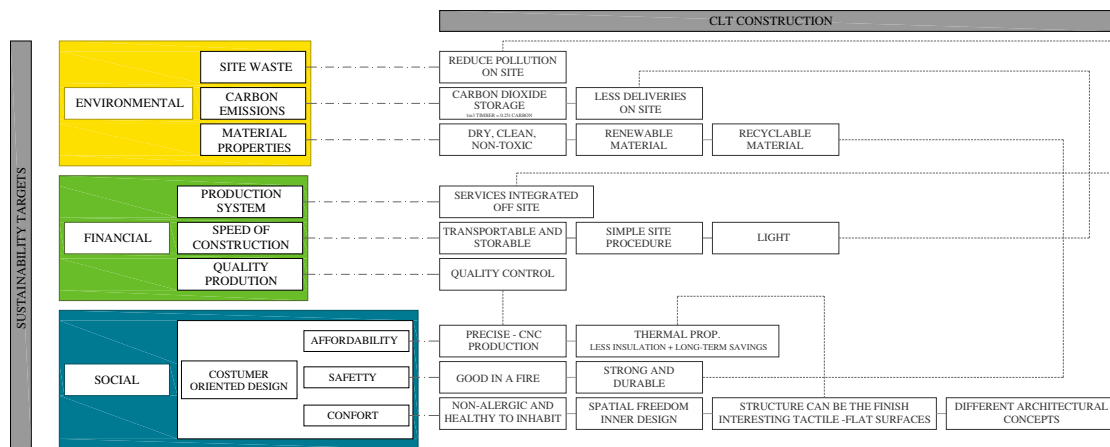 CLT CONSTRUCTION
SUSTAINABILITY TARGETS
ENVIRONMENTAL
SITE WASTE
REDUCE POLLUTION
ON SITE
CARBON
EMISSIONS
CARBON DIOXIDE
STORAGE
1m3 TIMBER = 0.25t CARBON
LESS DELIVERIES
ON SITE
MATERIAL
PROPERTIES
DRY, CLEAN,
NON-TOXIC
RENEWABLE
MATERIAL
RECYCLABLE
MATERIAL
FINANCIAL
PRODUCTION
SYSTEM
SERVICES INTEGRATED
OFF SITE
SPEED OF
CONSTRUCTION
TRANSPORTABLE AND
STORABLE
SIMPLE SITE
PROCEDURE
LIGHT
QUALITY
PRODUTION
QUALITY CONTROL
SOCIAL
COSTUMER
ORIENTED DESIGN
AFFORDABILITY
PRECISE - CNC
PRODUCTION
THERMAL PROP.
LESS INSULATION + LONG-TERM SAVINGS
SAFETTY
GOOD IN A FIRE
STRONG AND
DURABLE
CONFORT
NON-ALERGIC AND
HEALTHY TO INHABIT
SPATIAL FREEDOM
INNER DESIGN
STRUCTURE CAN BE THE FINISH
INTERESTING TACTILE -FLAT SURFACES
DIFFERENT ARCHITECTURAL
CONCEPTS